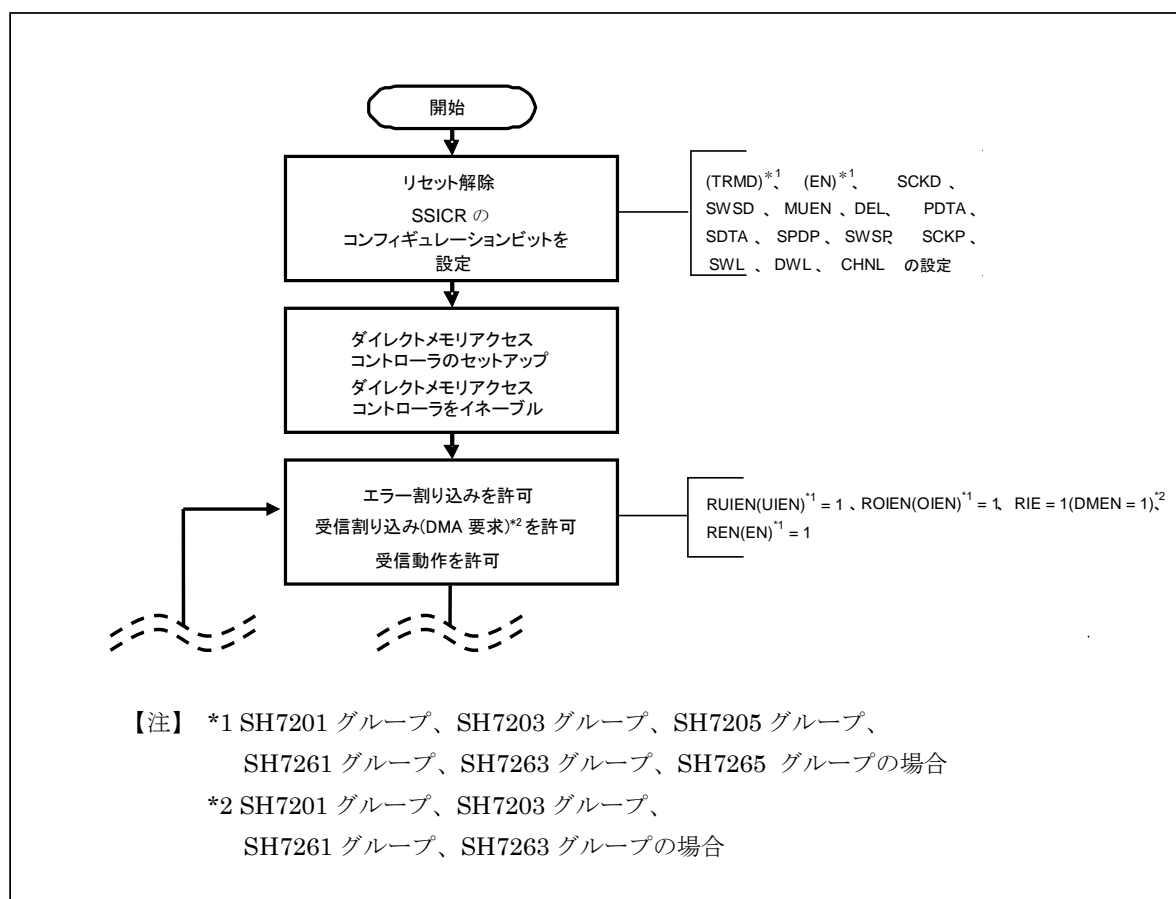 開始
リセット解除
SSICR の
コンフィギュレーションビットを
設定
(TRMD)*1、 (EN)*1、 SCKD 、
SWSD 、 MUEN 、DEL、 PDTA、
SDTA 、 SPDP 、 SWSP、 SCKP 、
SWL 、 DWL、 CHNL の設定
ダイレクトメモリアクセス
コントローラのセットアップ
ダイレクトメモリアクセス
コントローラをイネーブル
エラー割り込みを許可
受信割り込み(DMA 要求)*2を許可
受信動作を許可
RUIEN(UIEN)*1 = 1 、ROIEN(OIEN)*1 = 1、 RIE = 1(DMEN = 1)*2、
REN(EN)*1 = 1
【注】 *1 SH7201 グループ、SH7203 グループ、SH7205 グループ、
SH7261 グループ、SH7263 グループ、SH7265 グループの場合
*2 SH7201 グループ、SH7203 グループ、
SH7261 グループ、SH7263 グループの場合